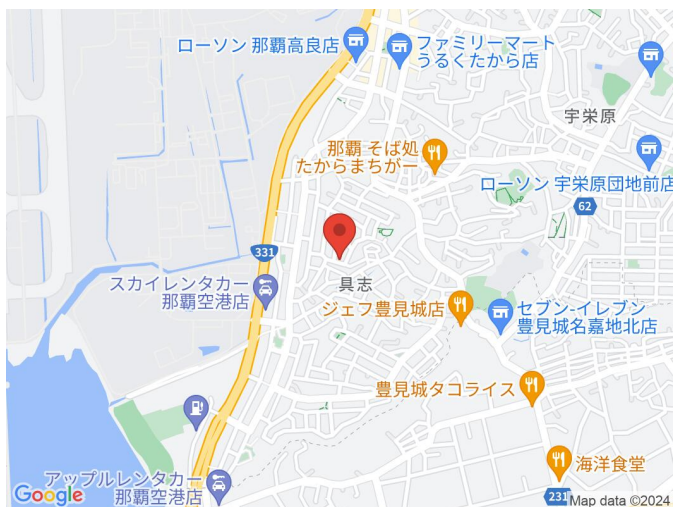 ローソン 那覇高良店
ファミリーマート
うるくたから店
宇栄原
那覇 そば処
たからまちがー
ローソン 宇栄原団地前店
62
331
スカイレンタカー
那覇空港店
具志
ジェフ豊見城店
セブン-イレブン
豊見城名嘉地北店
豊見城タコライス
アップルレンタカー
那覇空港店
海洋食堂
231
Google
Map data ©2024